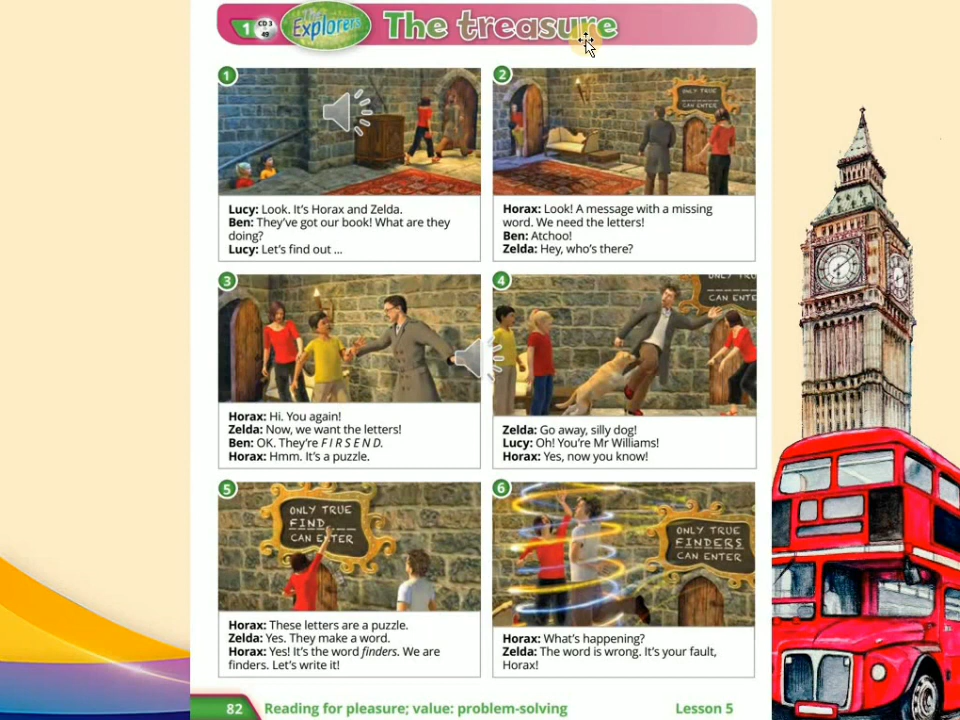 1 CD 3 49 The Explorers The treasure
1
Lucy: Look. It's Horax and Zelda.
Ben: They've got our book! What are they
doing?
Lucy: Let's find out ...
2
ONLY TRUE
CAN ENTER
Horax: Look! A message with a missing
word. We need the letters!
Ben: Atchoo!
Zelda: Hey, who's there?
3
Horax: Hi. You again!
Zelda: Now, we want the letters!
Ben: OK. They're F I R S E N D.
Horax: Hmm. It's a puzzle.
4
ONLY TRU
CAN ENTE
Zelda: Go away, silly dog!
Lucy: Oh! You're Mr Williams!
Horax: Yes, now you know!
5
ONLY TRUE
FIND_ _ _
CAN ENTER
Horax: These letters are a puzzle.
Zelda: Yes. They make a word.
Horax: Yes! It's the word finders. We are
finders. Let's write it!
6
ONLY TRUE
FINDERS
CAN ENTER
Horax: What's happening?
Zelda: The word is wrong. It's your fault,
Horax!
82 Reading for pleasure; value: problem-solving Lesson 5